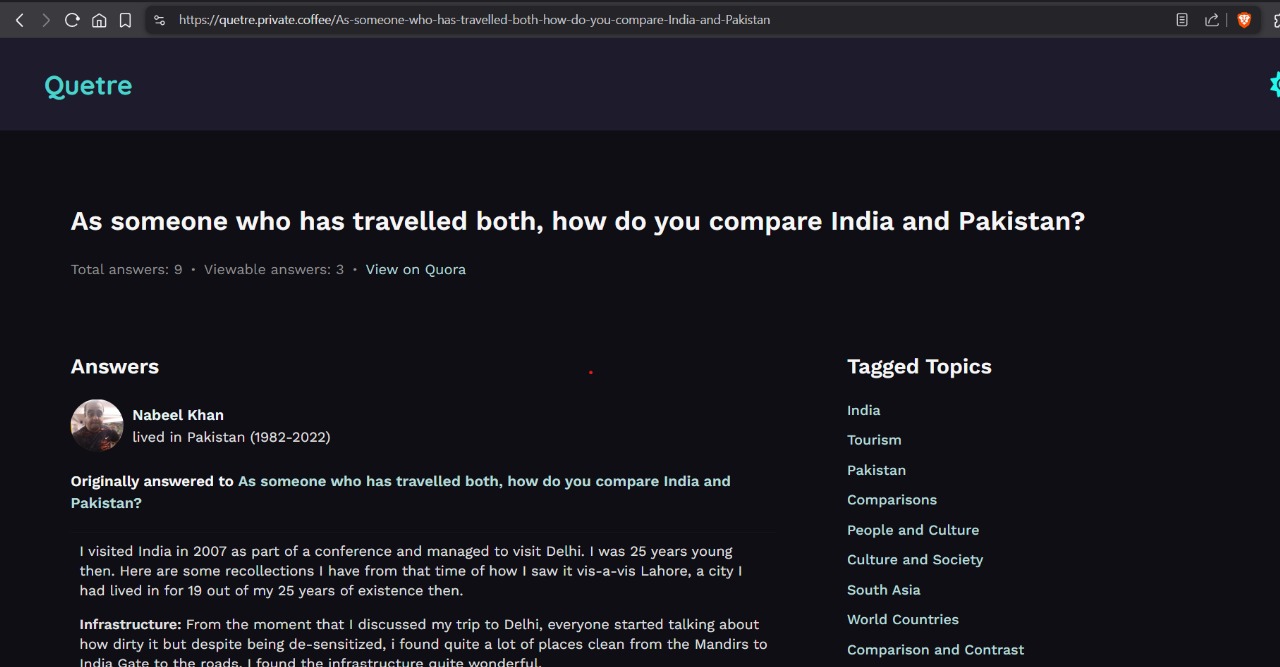 https://quetre.private.coffee/As-someone-who-has-travelled-both-how-do-you-compare-India-and-Pakistan
Quetre
As someone who has travelled both, how do you compare India and Pakistan?
Total answers: 9 • Viewable answers: 3 • View on Quora
Answers
Nabeel Khan
lived in Pakistan (1982-2022)
Originally answered to As someone who has travelled both, how do you compare India and
Pakistan?
I visited India in 2007 as part of a conference and managed to visit Delhi. I was 25 years young
then. Here are some recollections I have from that time of how I saw it vis-a-vis Lahore, a city I
had lived in for 19 out of my 25 years of existence then.
Infrastructure: From the moment that I discussed my trip to Delhi, everyone started talking about
how dirty it but despite being de-sensitized, i found quite a lot of places clean from the Mandirs to
India Gate to the roads. I found the infrastructure quite wonderful.
Tagged Topics
India
Tourism
Pakistan
Comparisons
People and Culture
Culture and Society
South Asia
World Countries
Comparison and Contrast